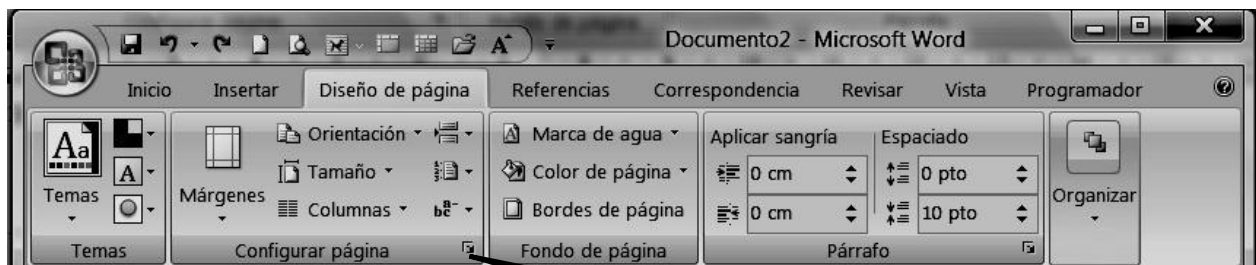 Documento2 - Microsoft Word
Inicio Insertar Diseño de página Referencias Correspondencia Revisar Vista Programador
Aa Temas
A
Márgenes
Orientación
Tamaño
Columnas
Marca de agua
Color de página
Bordes de página
Aplicar sangría
0 cm
0 cm
Espaciado
0 pto
10 pto
Organizar
Temas Configurar página Fondo de página Párrafo